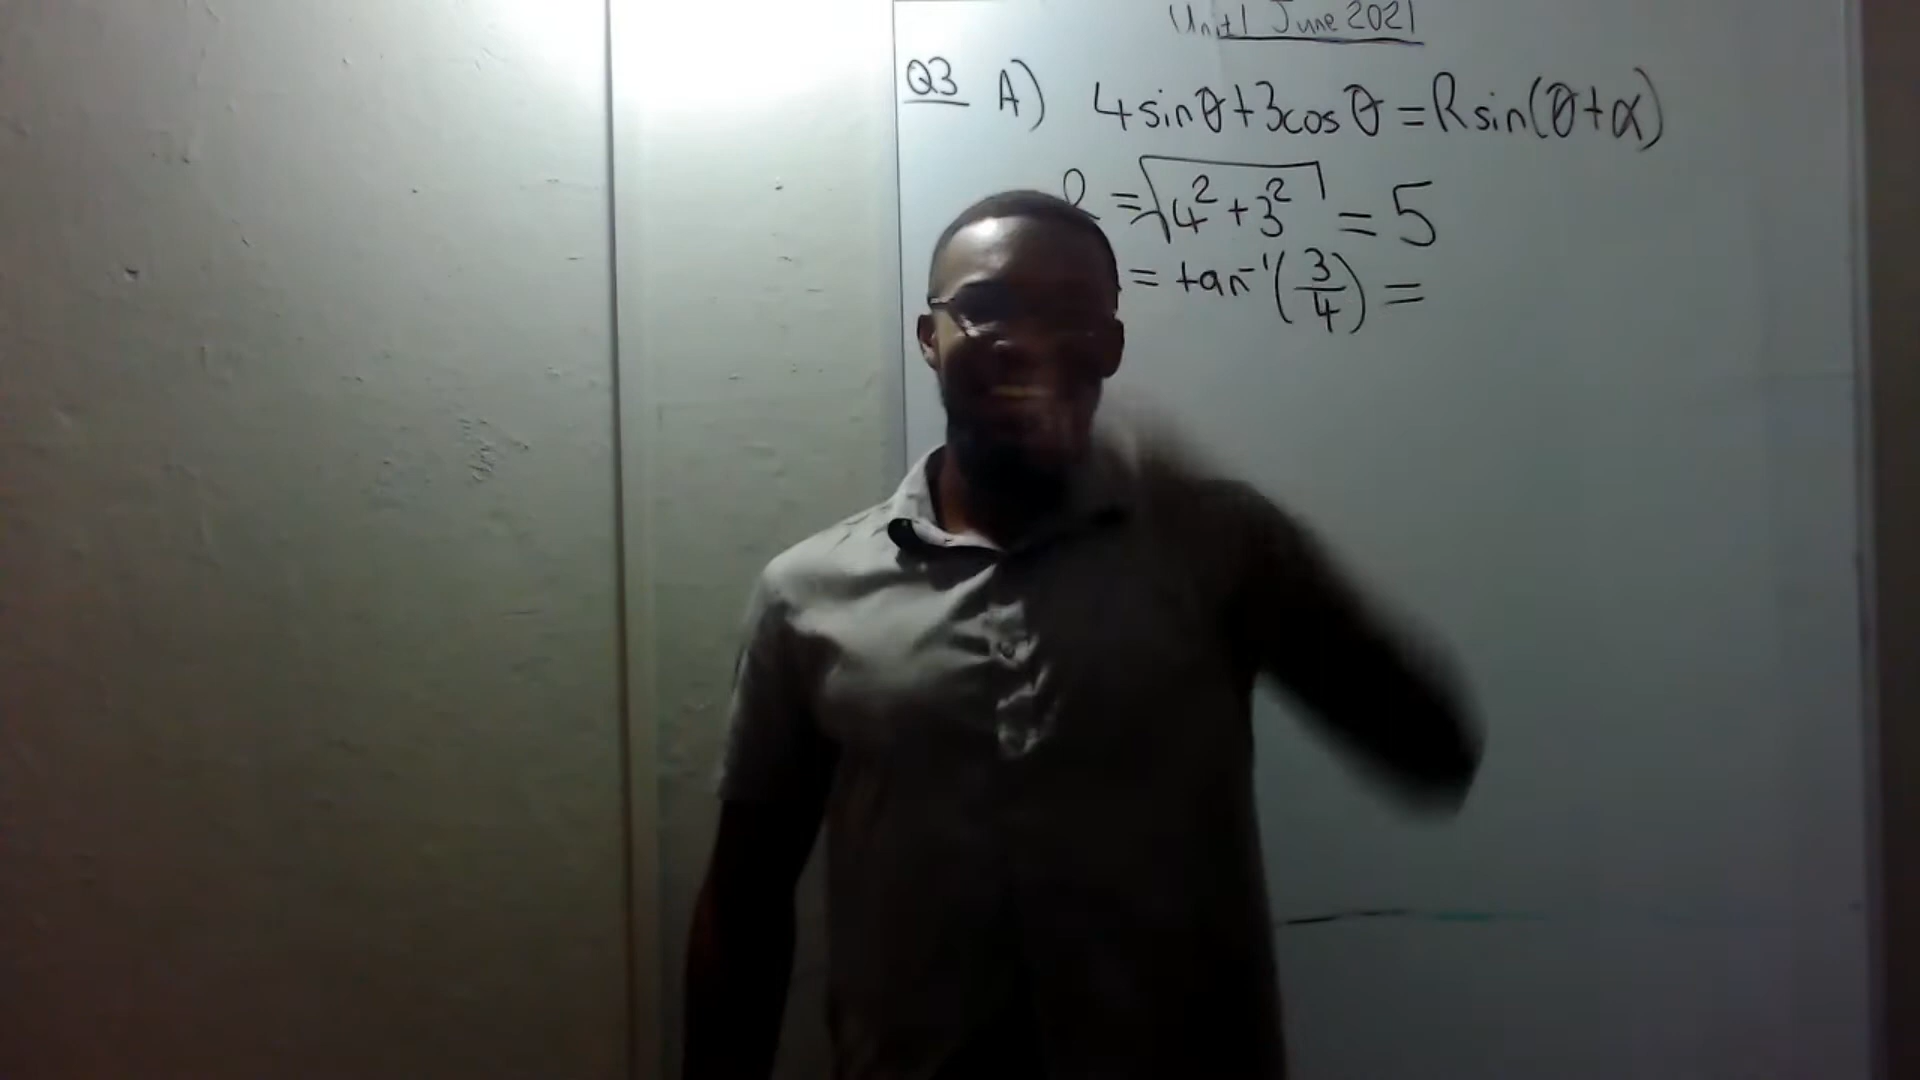 Unit 1 June 2021
Q3 A) 4sinθ+3cosθ=Rsin(θ+α)
R=√4²+3² = 5
= tan⁻¹(3/4) =